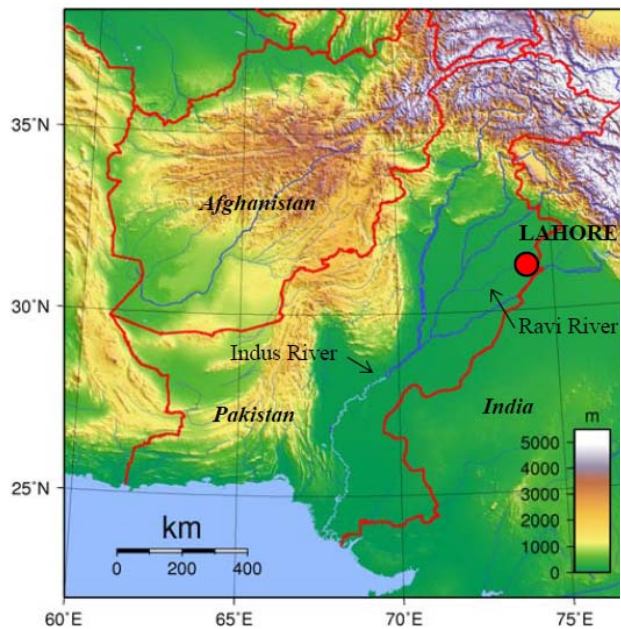 35°N
Afghanistan
LAHORE
30°N
Ravi River
Indus River
Pakistan
India
m
5000
4000
3000
2000
1000
0
25°N
km
0 200 400
60°E 65°E 70°E 75°E